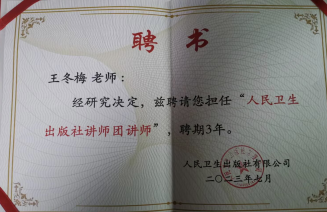 聘书
王冬梅 老师：
经研究决定，兹聘请您担任“人民卫生
出版社讲师团讲师”，聘期3年。
人民卫生出版社有限公司
二〇二三年七月